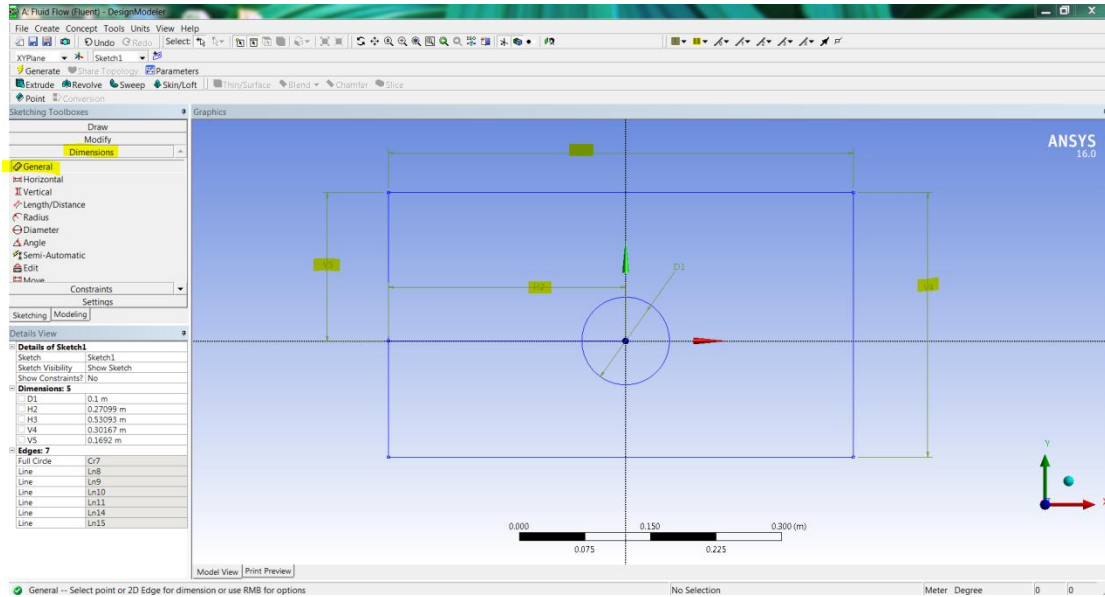 A: Fluid Flow (Fluent) - DesignModeler
File Create Concept Tools Units View Help
Undo Redo Select:
XYPlane Sketch1
Generate Share Topology Parameters
Extrude Revolve Sweep Skin/Loft Thin/Surface Blend Chamfer Slice
Point Conversion
Sketching Toolboxes
Draw
Modify
Dimensions
General
Horizontal
Vertical
Length/Distance
Radius
Diameter
Angle
Semi-Automatic
Edit
Move
Constraints
Settings
Sketching Modeling
Details View
Details of Sketch1
Sketch Sketch1
Sketch Visibility Show Sketch
Show Constraints? No
Dimensions: 5
D1 0.1 m
H2 0.27099 m
H3 0.53093 m
V4 0.30167 m
V5 0.1692 m
Edges: 7
Full Circle Cr7
Line Ln8
Line Ln9
Line Ln10
Line Ln11
Line Ln14
Line Ln15
Graphics
ANSYS
16.0
D1
H2
V4
Y
X
0.000 0.150 0.300 (m)
0.075 0.225
Model View Print Preview
General -- Select point or 2D Edge for dimension or use RMB for options No Selection Meter Degree 0 0